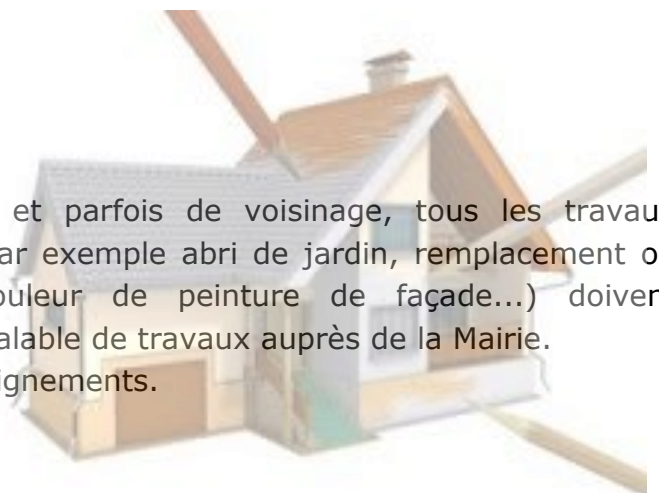 et parfois de voisinage, tous les travau
ar exemple abri de jardin, remplacement o
ouleur de peinture de façade...) doiver
alable de travaux auprès de la Mairie.
ignements.